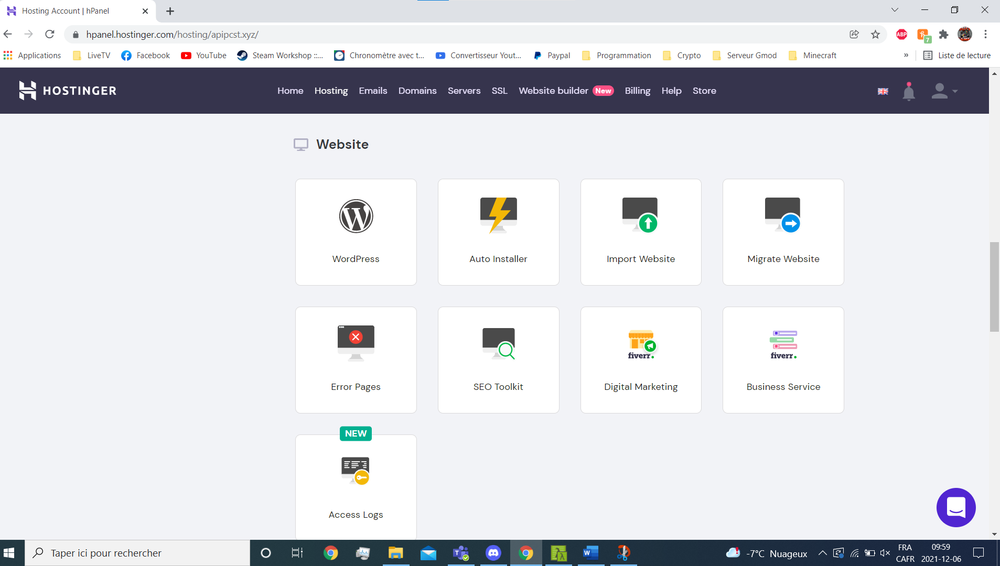 Hosting Account | hPanel
hpanel.hostinger.com/hosting/apipcst.xyz/
ABP
7
Applications LiveTV Facebook YouTube Steam Workshop ::... Chronomètre avec t... Convertisseur Yout... Paypal Programmation Crypto Serveur Gmod Minecraft » Liste de lecture
HOSTINGER Home Hosting Emails Domains Servers SSL Website builder New Billing Help Store
Website
WordPress Auto Installer Import Website Migrate Website
fiverr. fiverr.
Error Pages SEO Toolkit Digital Marketing Business Service
NEW
Access Logs
Taper ici pour rechercher
-7°C Nuageux
FRA
CAFR
09:59
2021-12-06